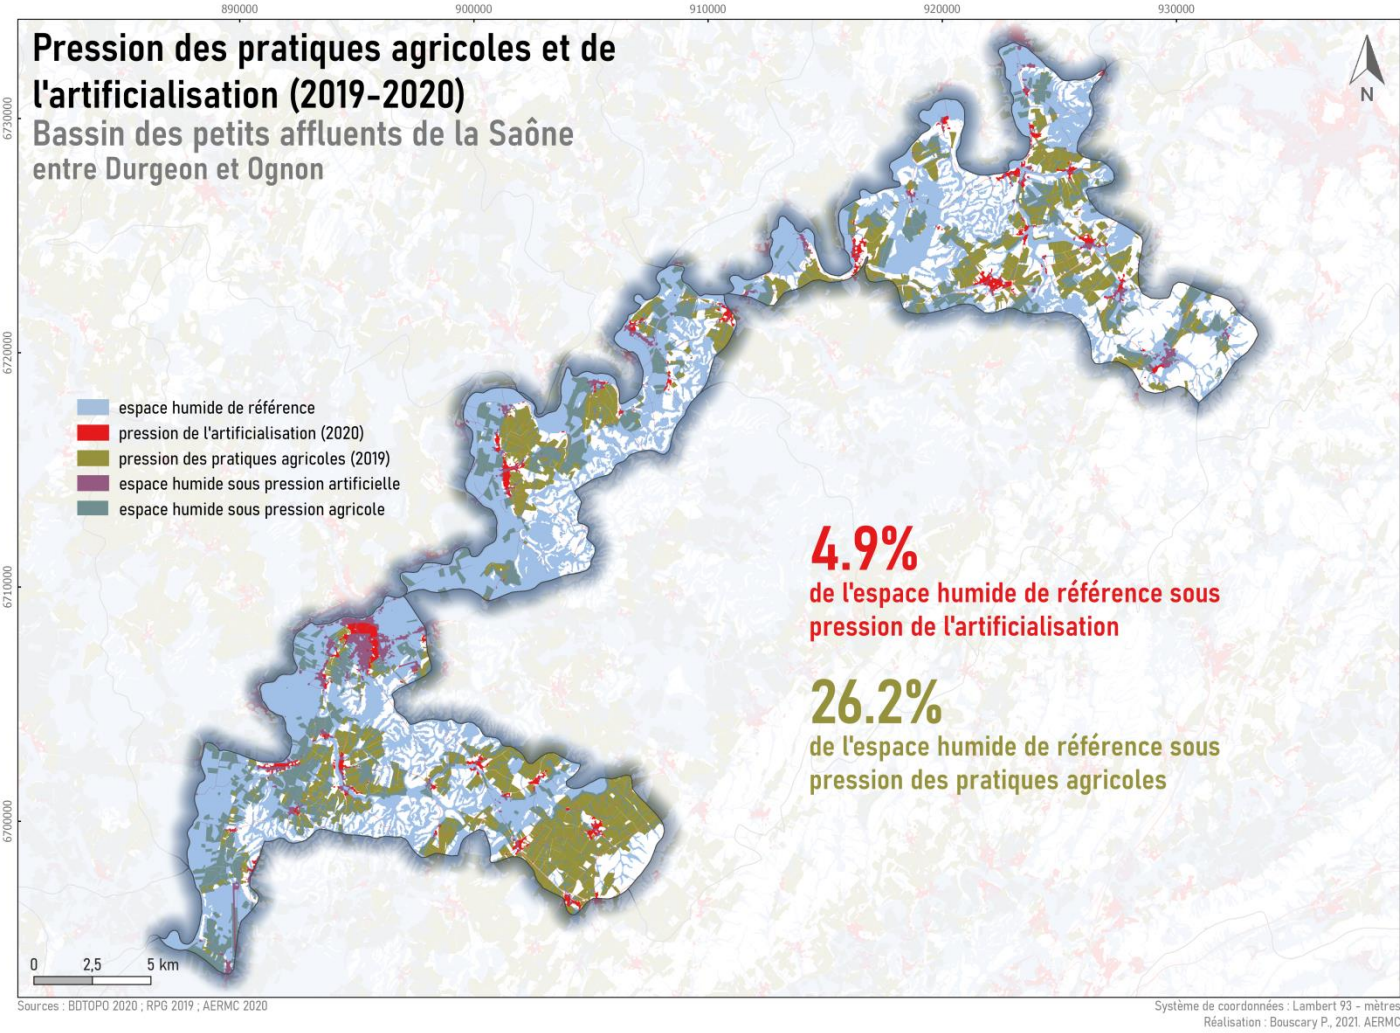 890000
900000
910000
920000
930000
Pression des pratiques agricoles et de
l'artificialisation (2019-2020)
Bassin des petits affluents de la Saône
entre Durgeon et Ognon
N
6730000
6720000
6710000
6700000
espace humide de référence
pression de l'artificialisation (2020)
pression des pratiques agricoles (2019)
espace humide sous pression artificielle
espace humide sous pression agricole
4.9%
de l'espace humide de référence sous
pression de l'artificialisation
26.2%
de l'espace humide de référence sous
pression des pratiques agricoles
0 2,5 5 km
Sources : BDTOPO 2020 ; RPG 2019 ; AERMC 2020
Système de coordonnées : Lambert 93 - mètres
Réalisation : Bouscary P., 2021. AERMC